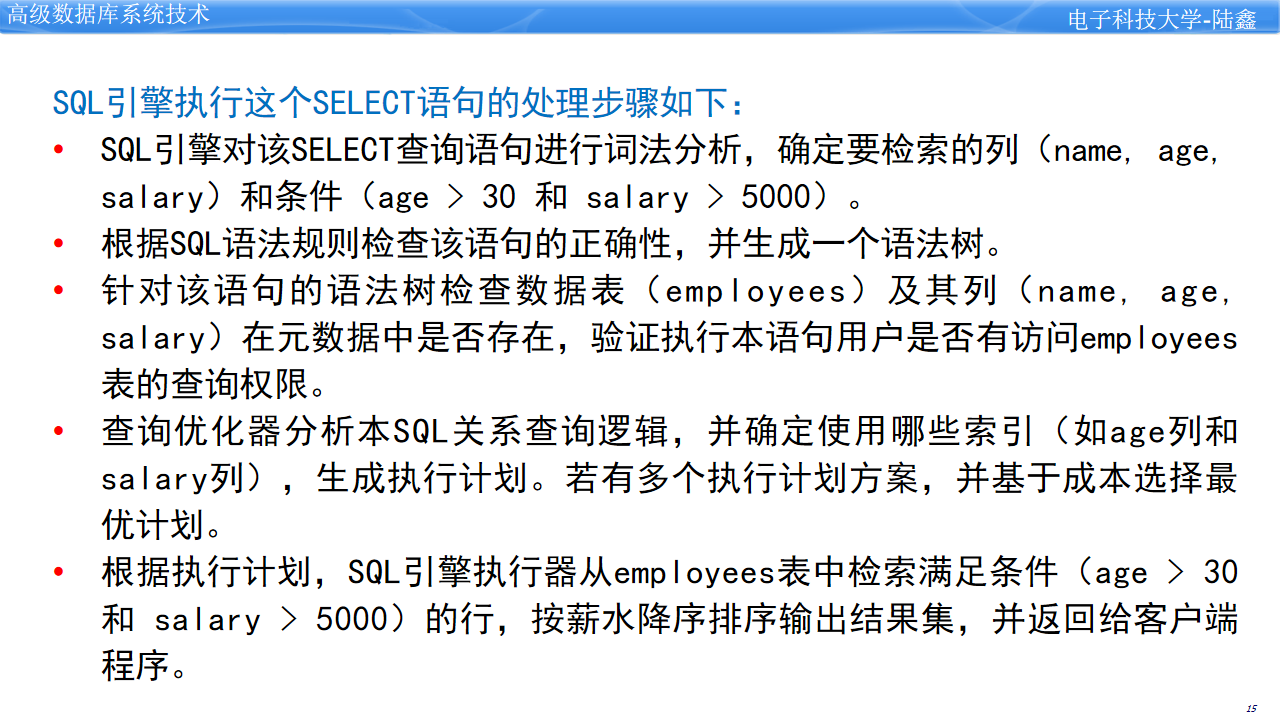 高级数据库系统技术
电子科技大学-陆鑫
SQL引擎执行这个SELECT语句的处理步骤如下：
• SQL引擎对该SELECT查询语句进行词法分析，确定要检索的列（name, age,
salary）和条件（age > 30 和 salary > 5000）。
• 根据SQL语法规则检查该语句的正确性，并生成一个语法树。
• 针对该语句的语法树检查数据表（employees）及其列（name, age,
salary）在元数据中是否存在，验证执行本语句用户是否有访问employees
表的查询权限。
• 查询优化器分析本SQL关系查询逻辑，并确定使用哪些索引（如age列和
salary列），生成执行计划。若有多个执行计划方案，并基于成本选择最
优计划。
• 根据执行计划，SQL引擎执行器从employees表中检索满足条件（age > 30
和 salary > 5000）的行，按薪水降序排序输出结果集，并返回给客户端
程序。
15